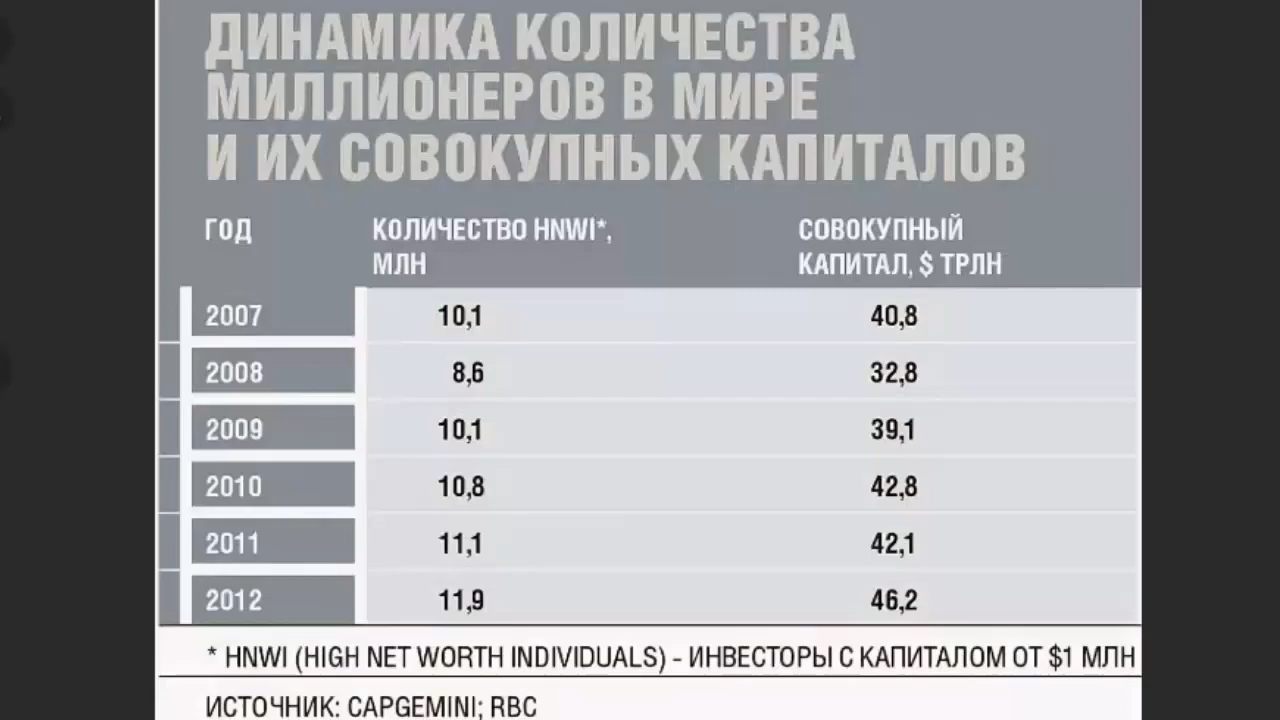 ДИНАМИКА КОЛИЧЕСТВА
МИЛЛИОНЕРОВ В МИРЕ
И ИХ СОВОКУПНЫХ КАПИТАЛОВ
ГОД КОЛИЧЕСТВО HNWI*, СОВОКУПНЫЙ
МЛН КАПИТАЛ, $ ТРЛН
2007 10,1 40,8
2008 8,6 32,8
2009 10,1 39,1
2010 10,8 42,8
2011 11,1 42,1
2012 11,9 46,2
* HNWI (HIGH NET WORTH INDIVIDUALS) - ИНВЕСТОРЫ С КАПИТАЛОМ ОТ $1 МЛН
ИСТОЧНИК: CAPGEMINI; RBC